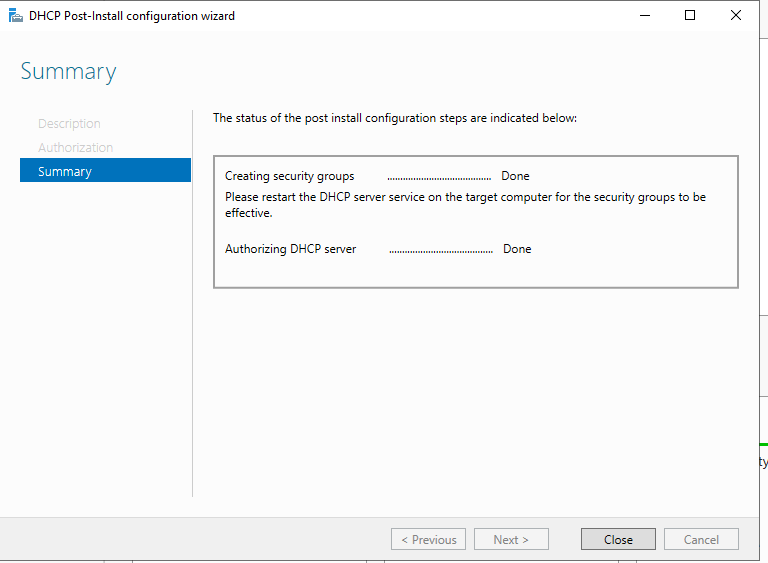 DHCP Post-Install configuration wizard
Summary
Description
Authorization
Summary
The status of the post install configuration steps are indicated below:
Creating security groups ........................................ Done
Please restart the DHCP server service on the target computer for the security groups to be
effective.
Authorizing DHCP server ........................................ Done
< Previous
Next >
Close
Cancel
ty